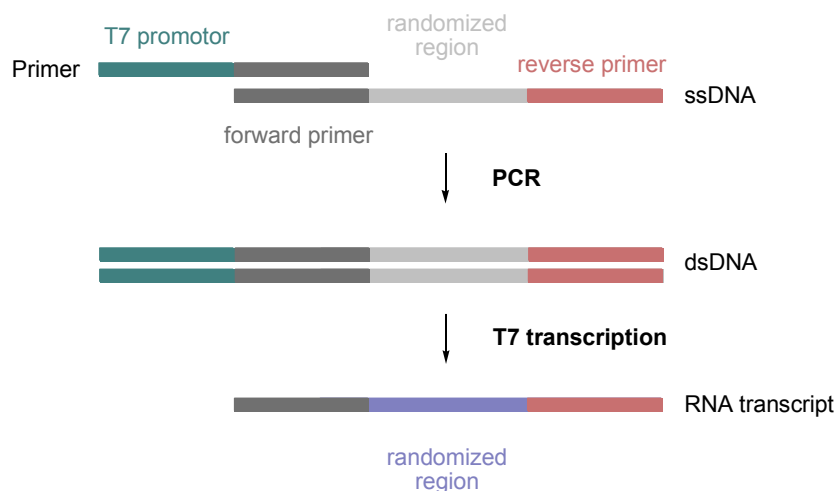 randomized
region
T7 promotor
Primer
reverse primer
ssDNA
forward primer
PCR
dsDNA
T7 transcription
RNA transcript
randomized
region